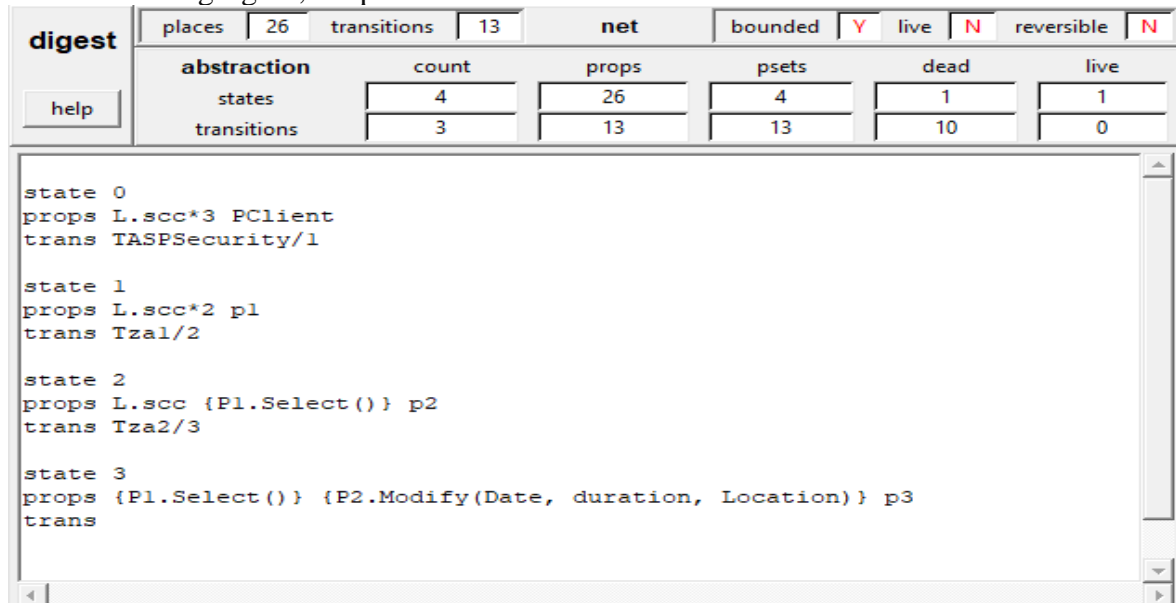 digest places 26 transitions 13 net bounded Y live N reversible N
abstraction count props psets dead live
help states 4 26 4 1 1
transitions 3 13 13 10 0
state 0
props L.scc*3 PClient
trans TASPSecurity/1
state 1
props L.scc*2 p1
trans Tza1/2
state 2
props L.scc {P1.Select()} p2
trans Tza2/3
state 3
props {P1.Select()} {P2.Modify(Date, duration, Location)} p3
trans